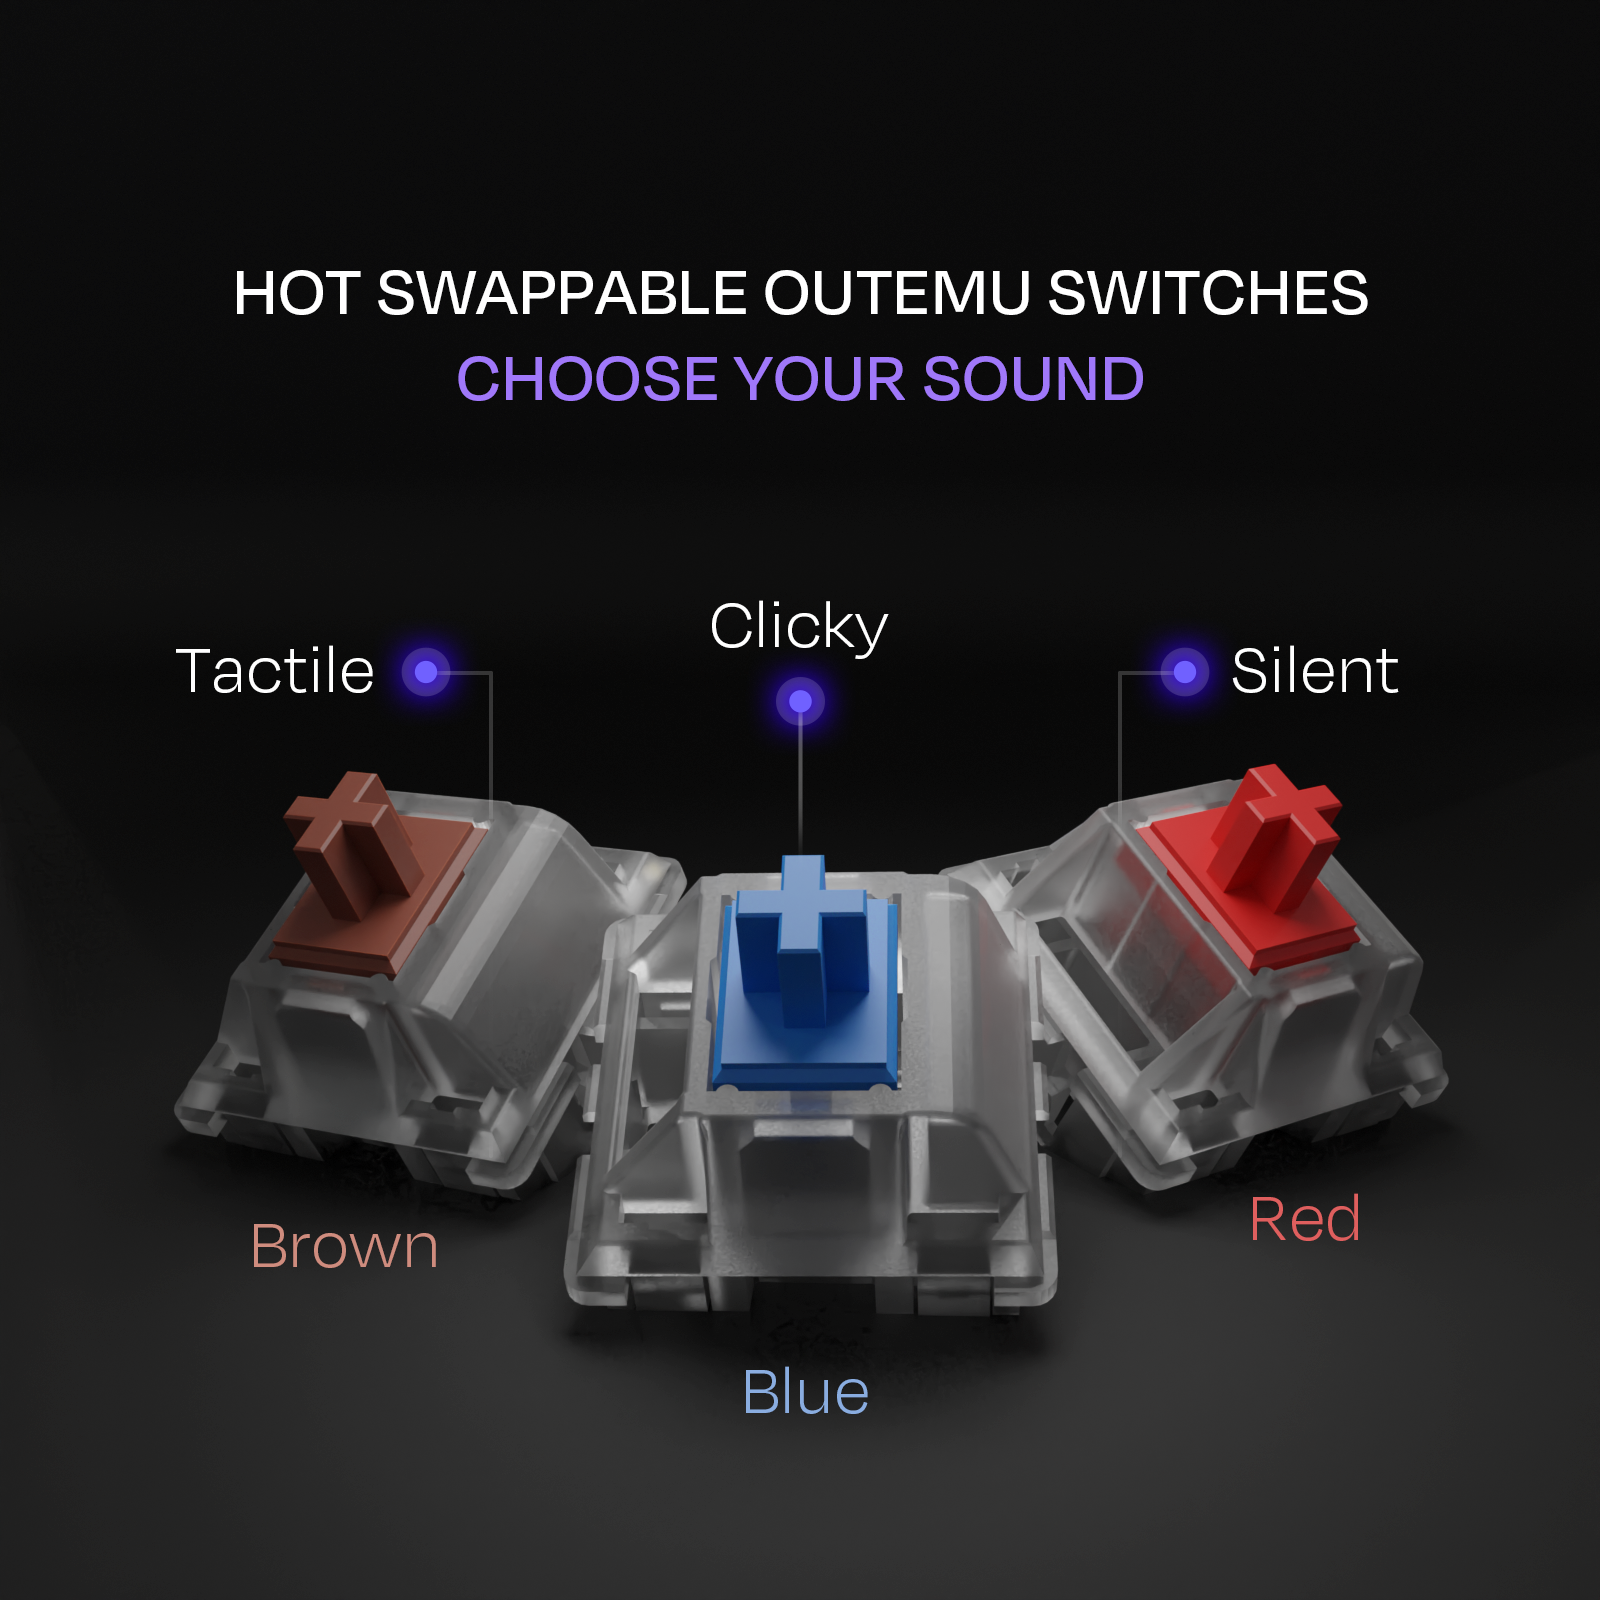 HOT SWAPPABLE OUTEMU SWITCHES
CHOOSE YOUR SOUND
Clicky
Tactile
Silent
Brown
Red
Blue